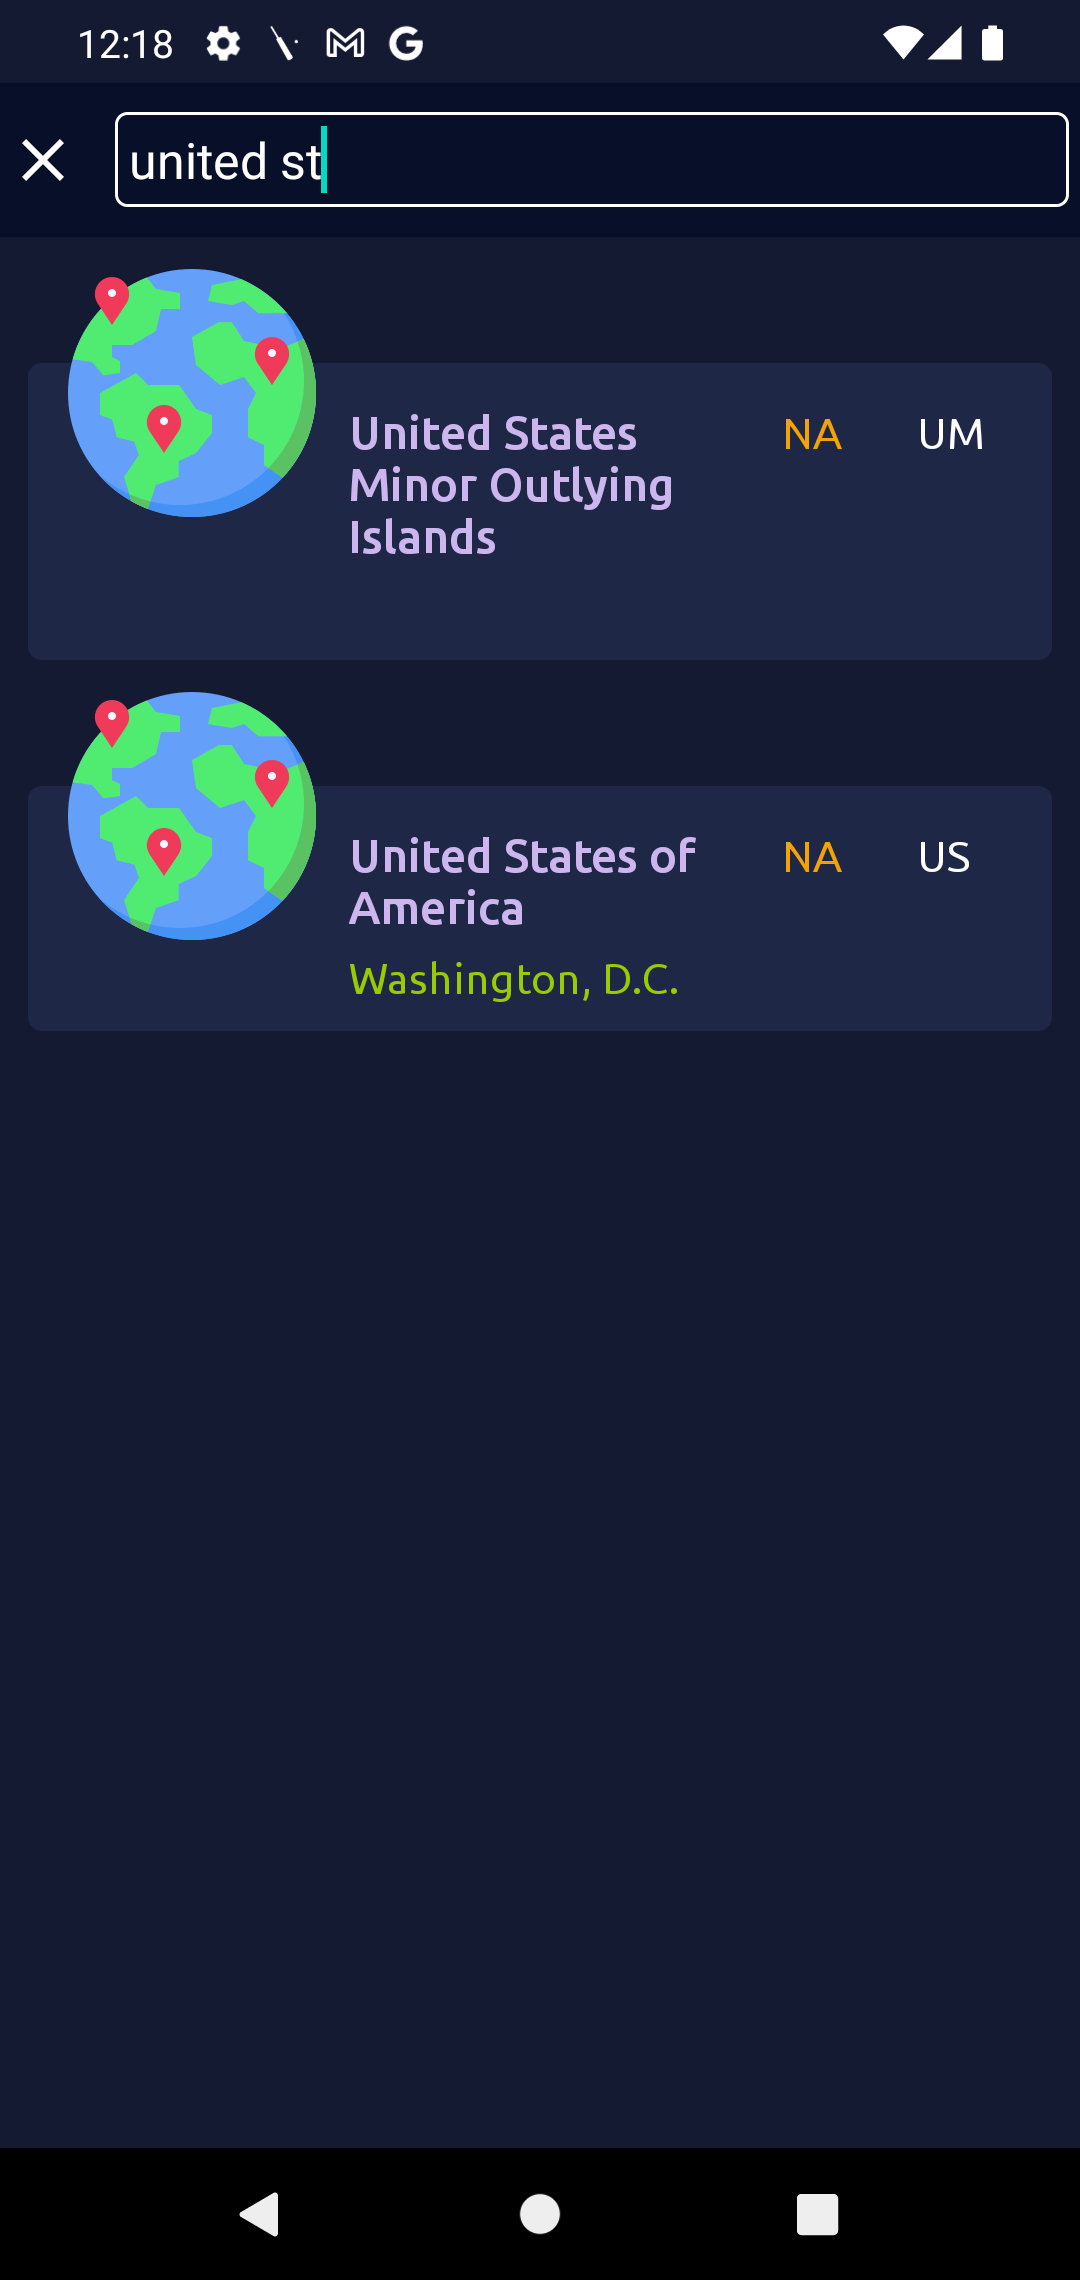 12:18
united st
United States NA UM
Minor Outlying
Islands
United States of NA US
America
Washington, D.C.